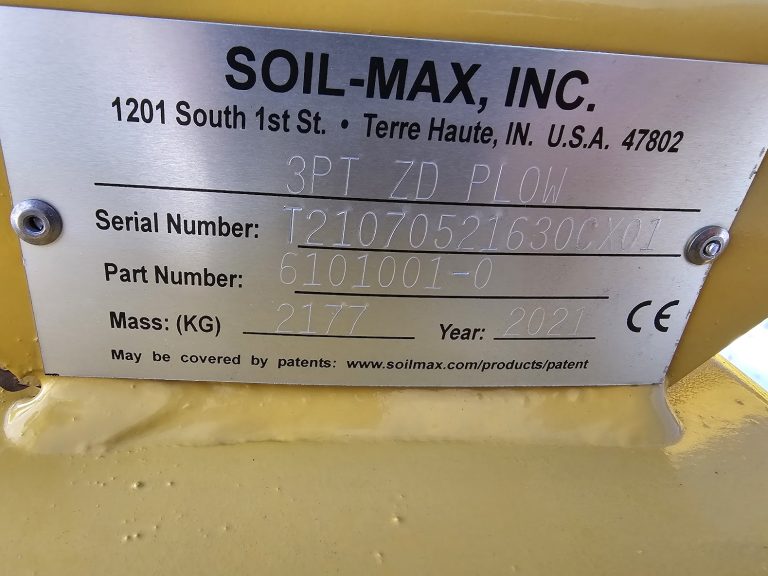 SOIL-MAX, INC.
1201 South 1st St. • Terre Haute, IN. U.S.A. 47802
3PT ZD PLOW
Serial Number: T21070521630CX01
Part Number: 6101001-0
Mass: (KG) 2177 Year: 2021 CE
May be covered by patents: www.soilmax.com/products/patent